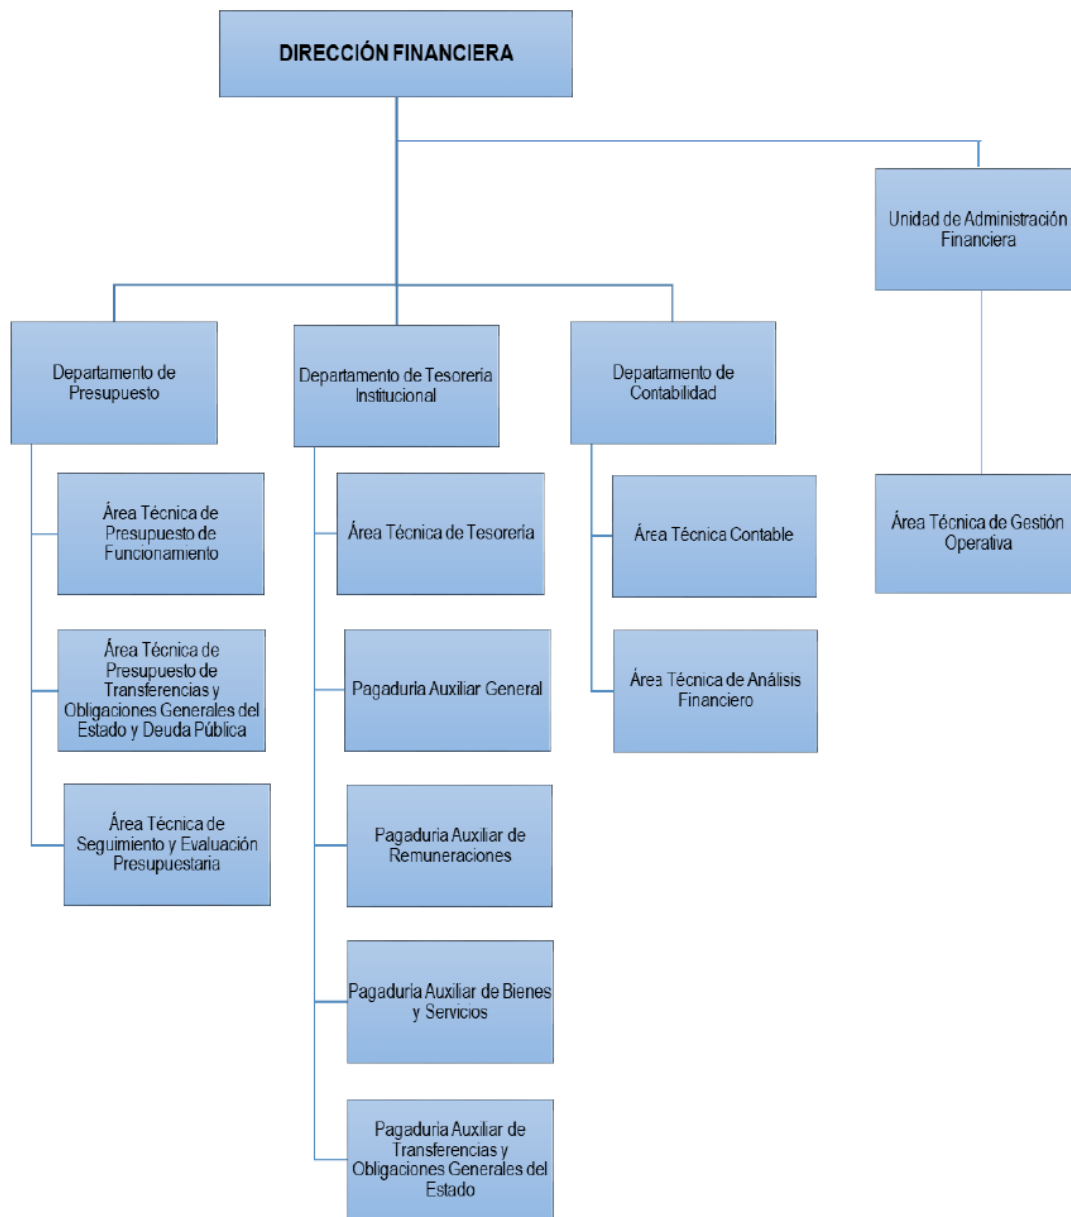 DIRECCIÓN FINANCIERA
Unidad de Administración
Financiera
Departamento de
Presupuesto
Departamento de Tesorería
Institucional
Departamento de
Contabilidad
Área Técnica de
Presupuesto de
Funcionamiento
Área Técnica de Tesorería
Área Técnica Contable
Área Técnica de Gestión
Operativa
Área Técnica de
Presupuesto de
Transferencias y
Obligaciones Generales del
Estado y Deuda Pública
Pagaduría Auxiliar General
Área Técnica de Análisis
Financiero
Área Técnica de
Seguimiento y Evaluación
Presupuestaria
Pagaduría Auxiliar de
Remuneraciones
Pagaduría Auxiliar de Bienes
y Servicios
Pagaduría Auxiliar de
Transferencias y
Obligaciones Generales del
Estado